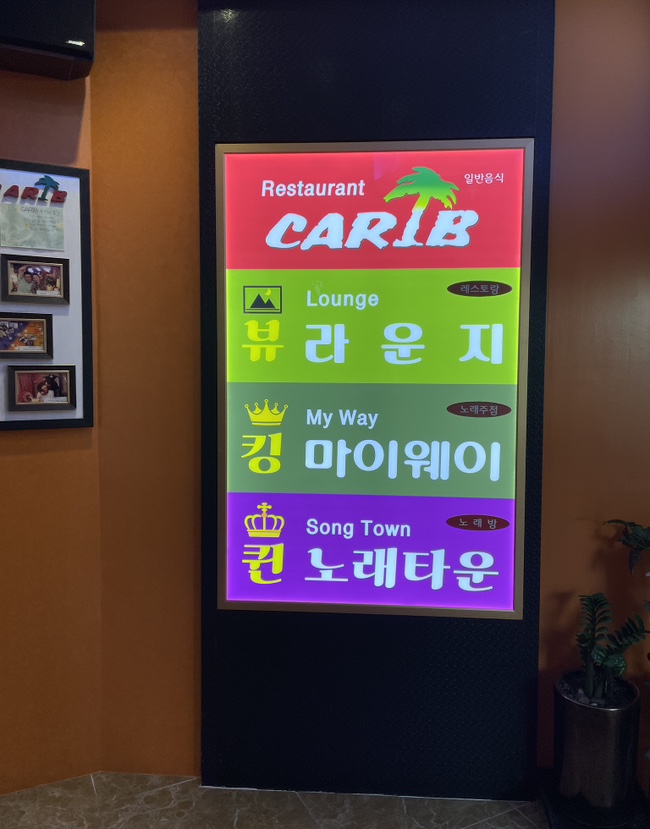 Restaurant
일반음식
CARIB
Lounge
레스토랑
뷰 라운지
My Way
노래주점
킹 마이웨이
Song Town
노래방
퀸 노래타운
CARIB